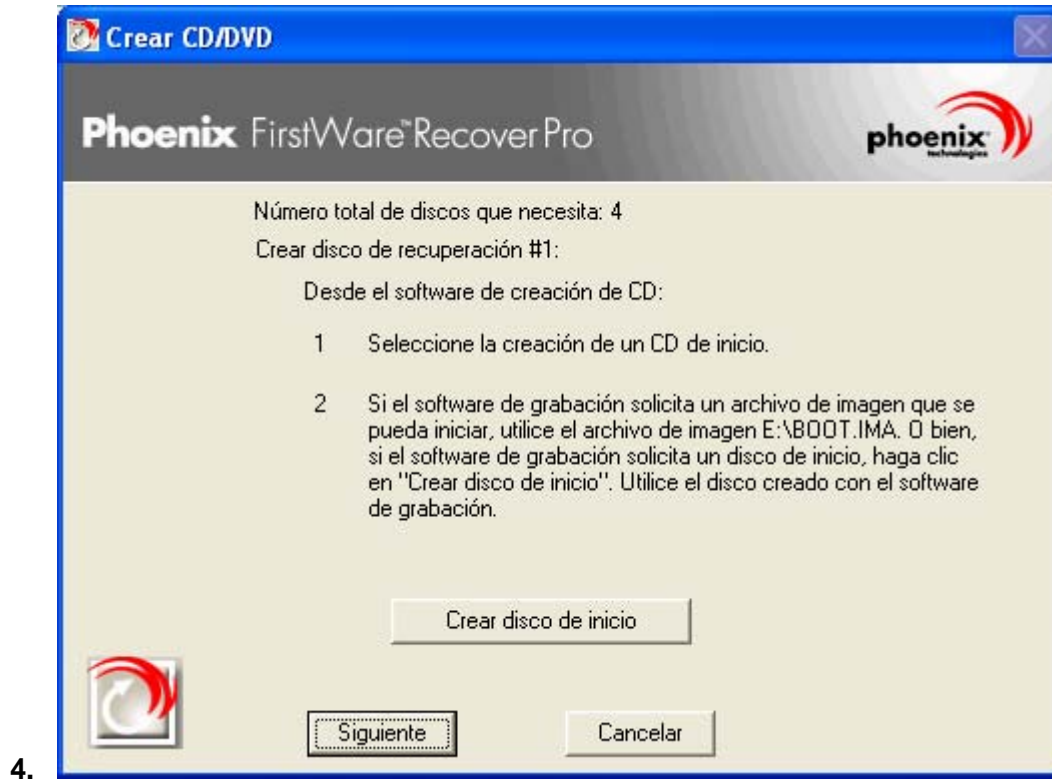 Crear CD/DVD
Phoenix FirstWare™ Recover Pro
phoenix
technologies
Número total de discos que necesita: 4
Crear disco de recuperación #1:
Desde el software de creación de CD:
1 Seleccione la creación de un CD de inicio.
2 Si el software de grabación solicita un archivo de imagen que se
pueda iniciar, utilice el archivo de imagen E:\BOOT.IMA. O bien,
si el software de grabación solicita un disco de inicio, haga clic
en "Crear disco de inicio". Utilice el disco creado con el software
de grabación.
Crear disco de inicio
Siguiente Cancelar
4.